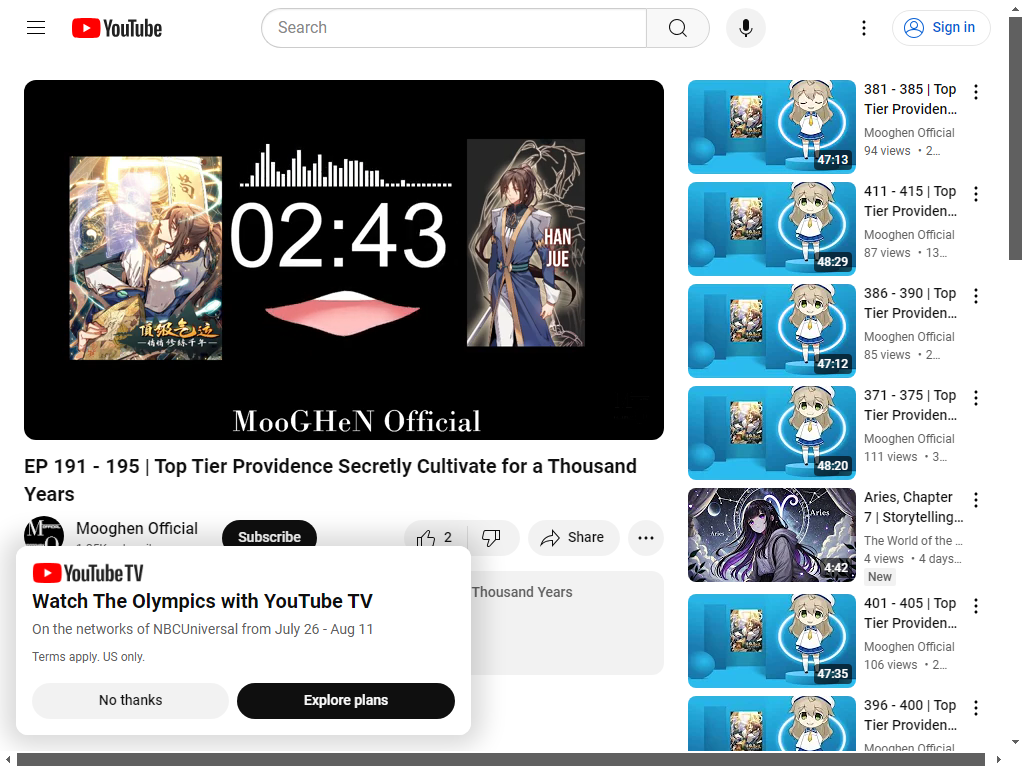 YouTube
Search
Sign in
02:43
HAN
JUE
MooGHeN Official
EP 191 - 195 | Top Tier Providence Secretly Cultivate for a Thousand
Years
Mooghen Official
Subscribe
2
Share
Thousand Years
YouTube TV
Watch The Olympics with YouTube TV
On the networks of NBCUniversal from July 26 - Aug 11
Terms apply. US only.
No thanks
Explore plans
47:13
381 - 385 | Top
Tier Providen…
Mooghen Official
94 views • 2…
48:29
411 - 415 | Top
Tier Providen…
Mooghen Official
87 views • 13…
47:12
386 - 390 | Top
Tier Providen…
Mooghen Official
85 views • 2…
48:20
371 - 375 | Top
Tier Providen…
Mooghen Official
111 views • 3…
Aries
Aries
4:42
Aries, Chapter
7 | Storytelling…
The World of the …
4 views • 4 days…
New
47:35
401 - 405 | Top
Tier Providen…
Mooghen Official
106 views • 2…
396 - 400 | Top
Tier Providen…
Mooghen Official